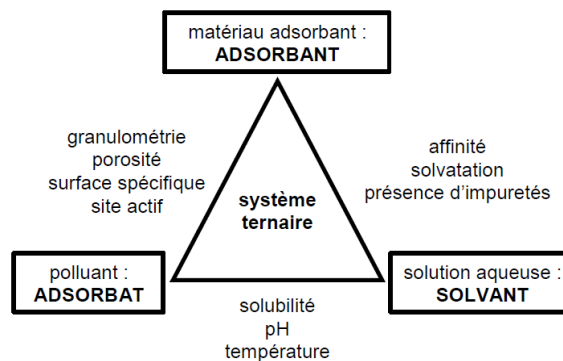 matériau adsorbant :
ADSORBANT
granulométrie
porosité
surface spécifique
site actif
affinité
solvatation
présence d'impuretés
système
ternaire
polluant :
ADSORBAT
solution aqueuse :
SOLVANT
solubilité
pH
température